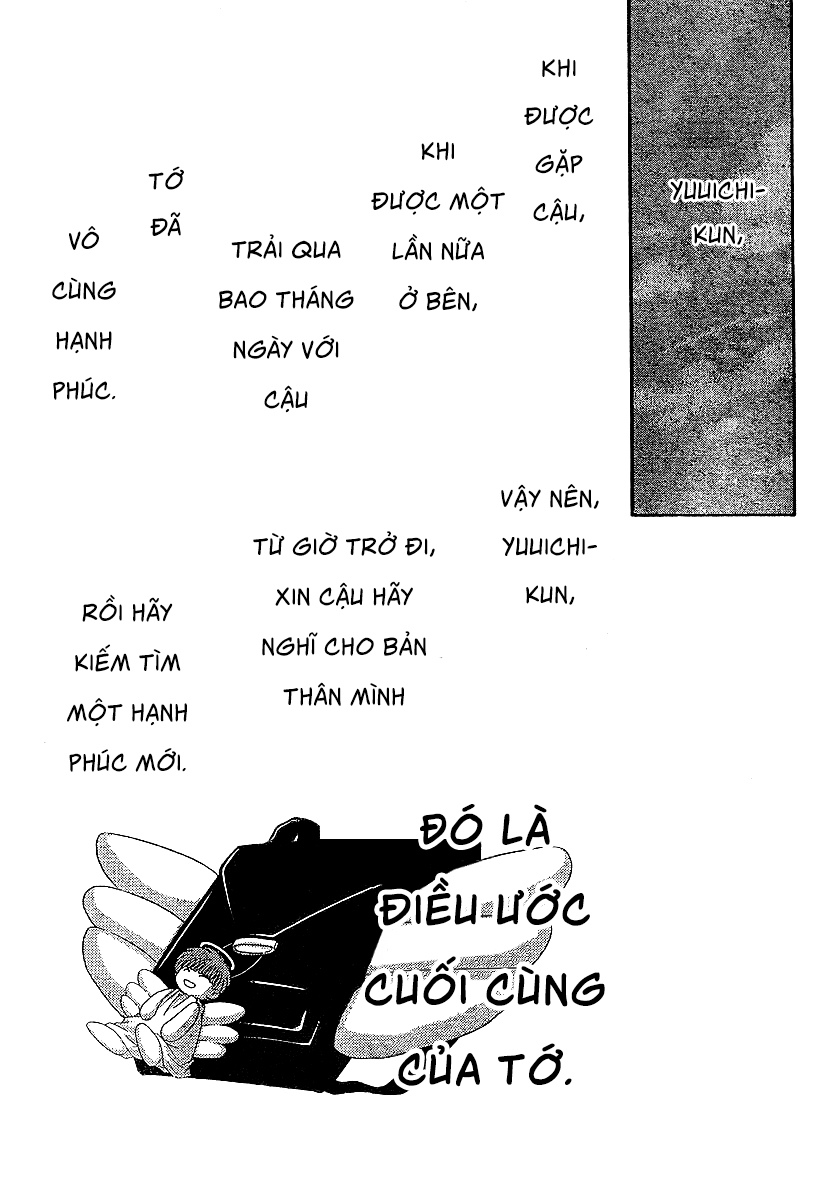 YUUICHI-
KUN,
KHI
ĐƯỢC
GẶP
CẬU,
KHI
ĐƯỢC MỘT
LẦN NỮA
Ở BÊN,
TRẢI QUA
BAO THÁNG
NGÀY VỚI
CẬU
TỚ
ĐÃ
VÔ
CÙNG
HẠNH
PHÚC.
VẬY NÊN,
YUUICHI-
KUN,
TỪ GIỜ TRỞ ĐI,
XIN CẬU HÃY
NGHĨ CHO BẢN
THÂN MÌNH
RỒI HÃY
KIẾM TÌM
MỘT HẠNH
PHÚC MỚI.
ĐÓ LÀ
ĐIỀU ƯỚC
CUỐI CÙNG
CỦA TỚ.